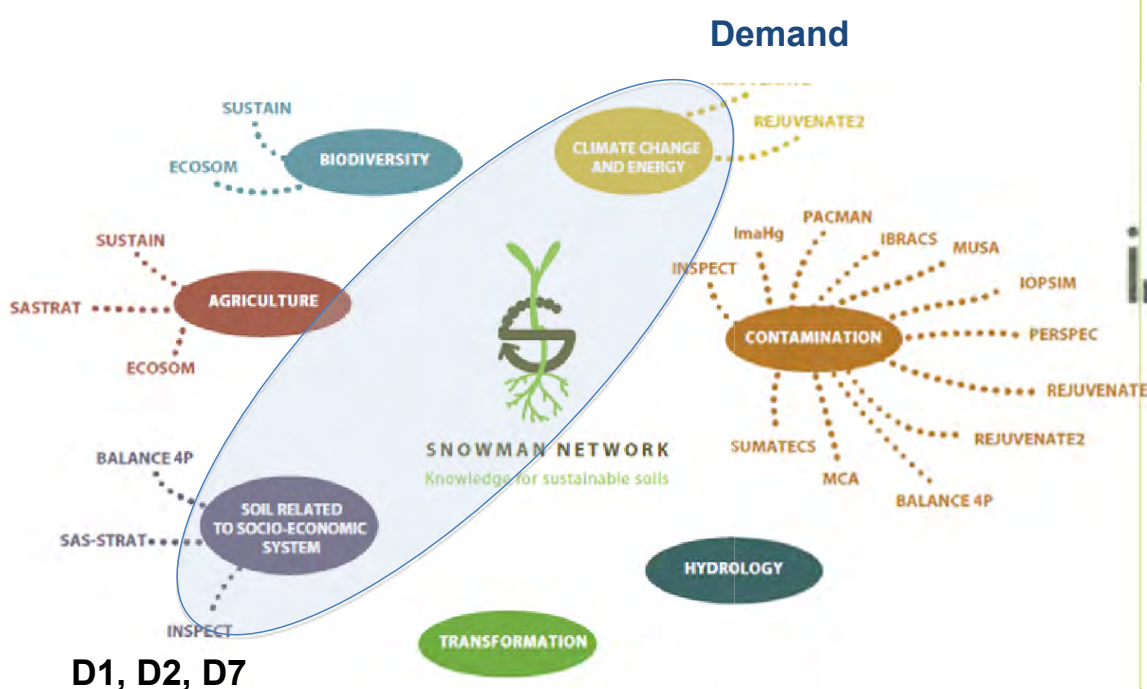 Demand
SUSTAIN
REJUVENATE2
BIODIVERSITY
CLIMATE CHANGE
AND ENERGY
ECOSOM
PACMAN
ImaHg
IBRACS
MUSA
SUSTAIN
INSPECT
IOPSIM
AGRICULTURE
SASTRAT
CONTAMINATION
PERSPEC
ECOSOM
REJUVENATE
SNOWMAN NETWORK
SUMATECS
REJUVENATE2
BALANCE 4P
Knowledge for sustainable soils
MCA
BALANCE 4P
SOIL RELATED
TO SOCIO-ECONOMIC
SYSTEM
SAS-STRAT
HYDROLOGY
INSPECT
TRANSFORMATION
D1, D2, D7